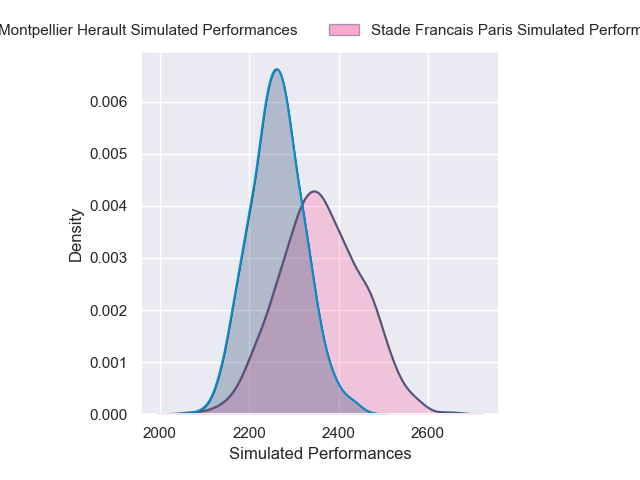 Montpellier Herault Simulated Performances
Stade Francais Paris Simulated Perform
0.006
0.005
0.004
0.003
0.002
0.001
0.000
Density
2000 2200 2400 2600
Simulated Performances